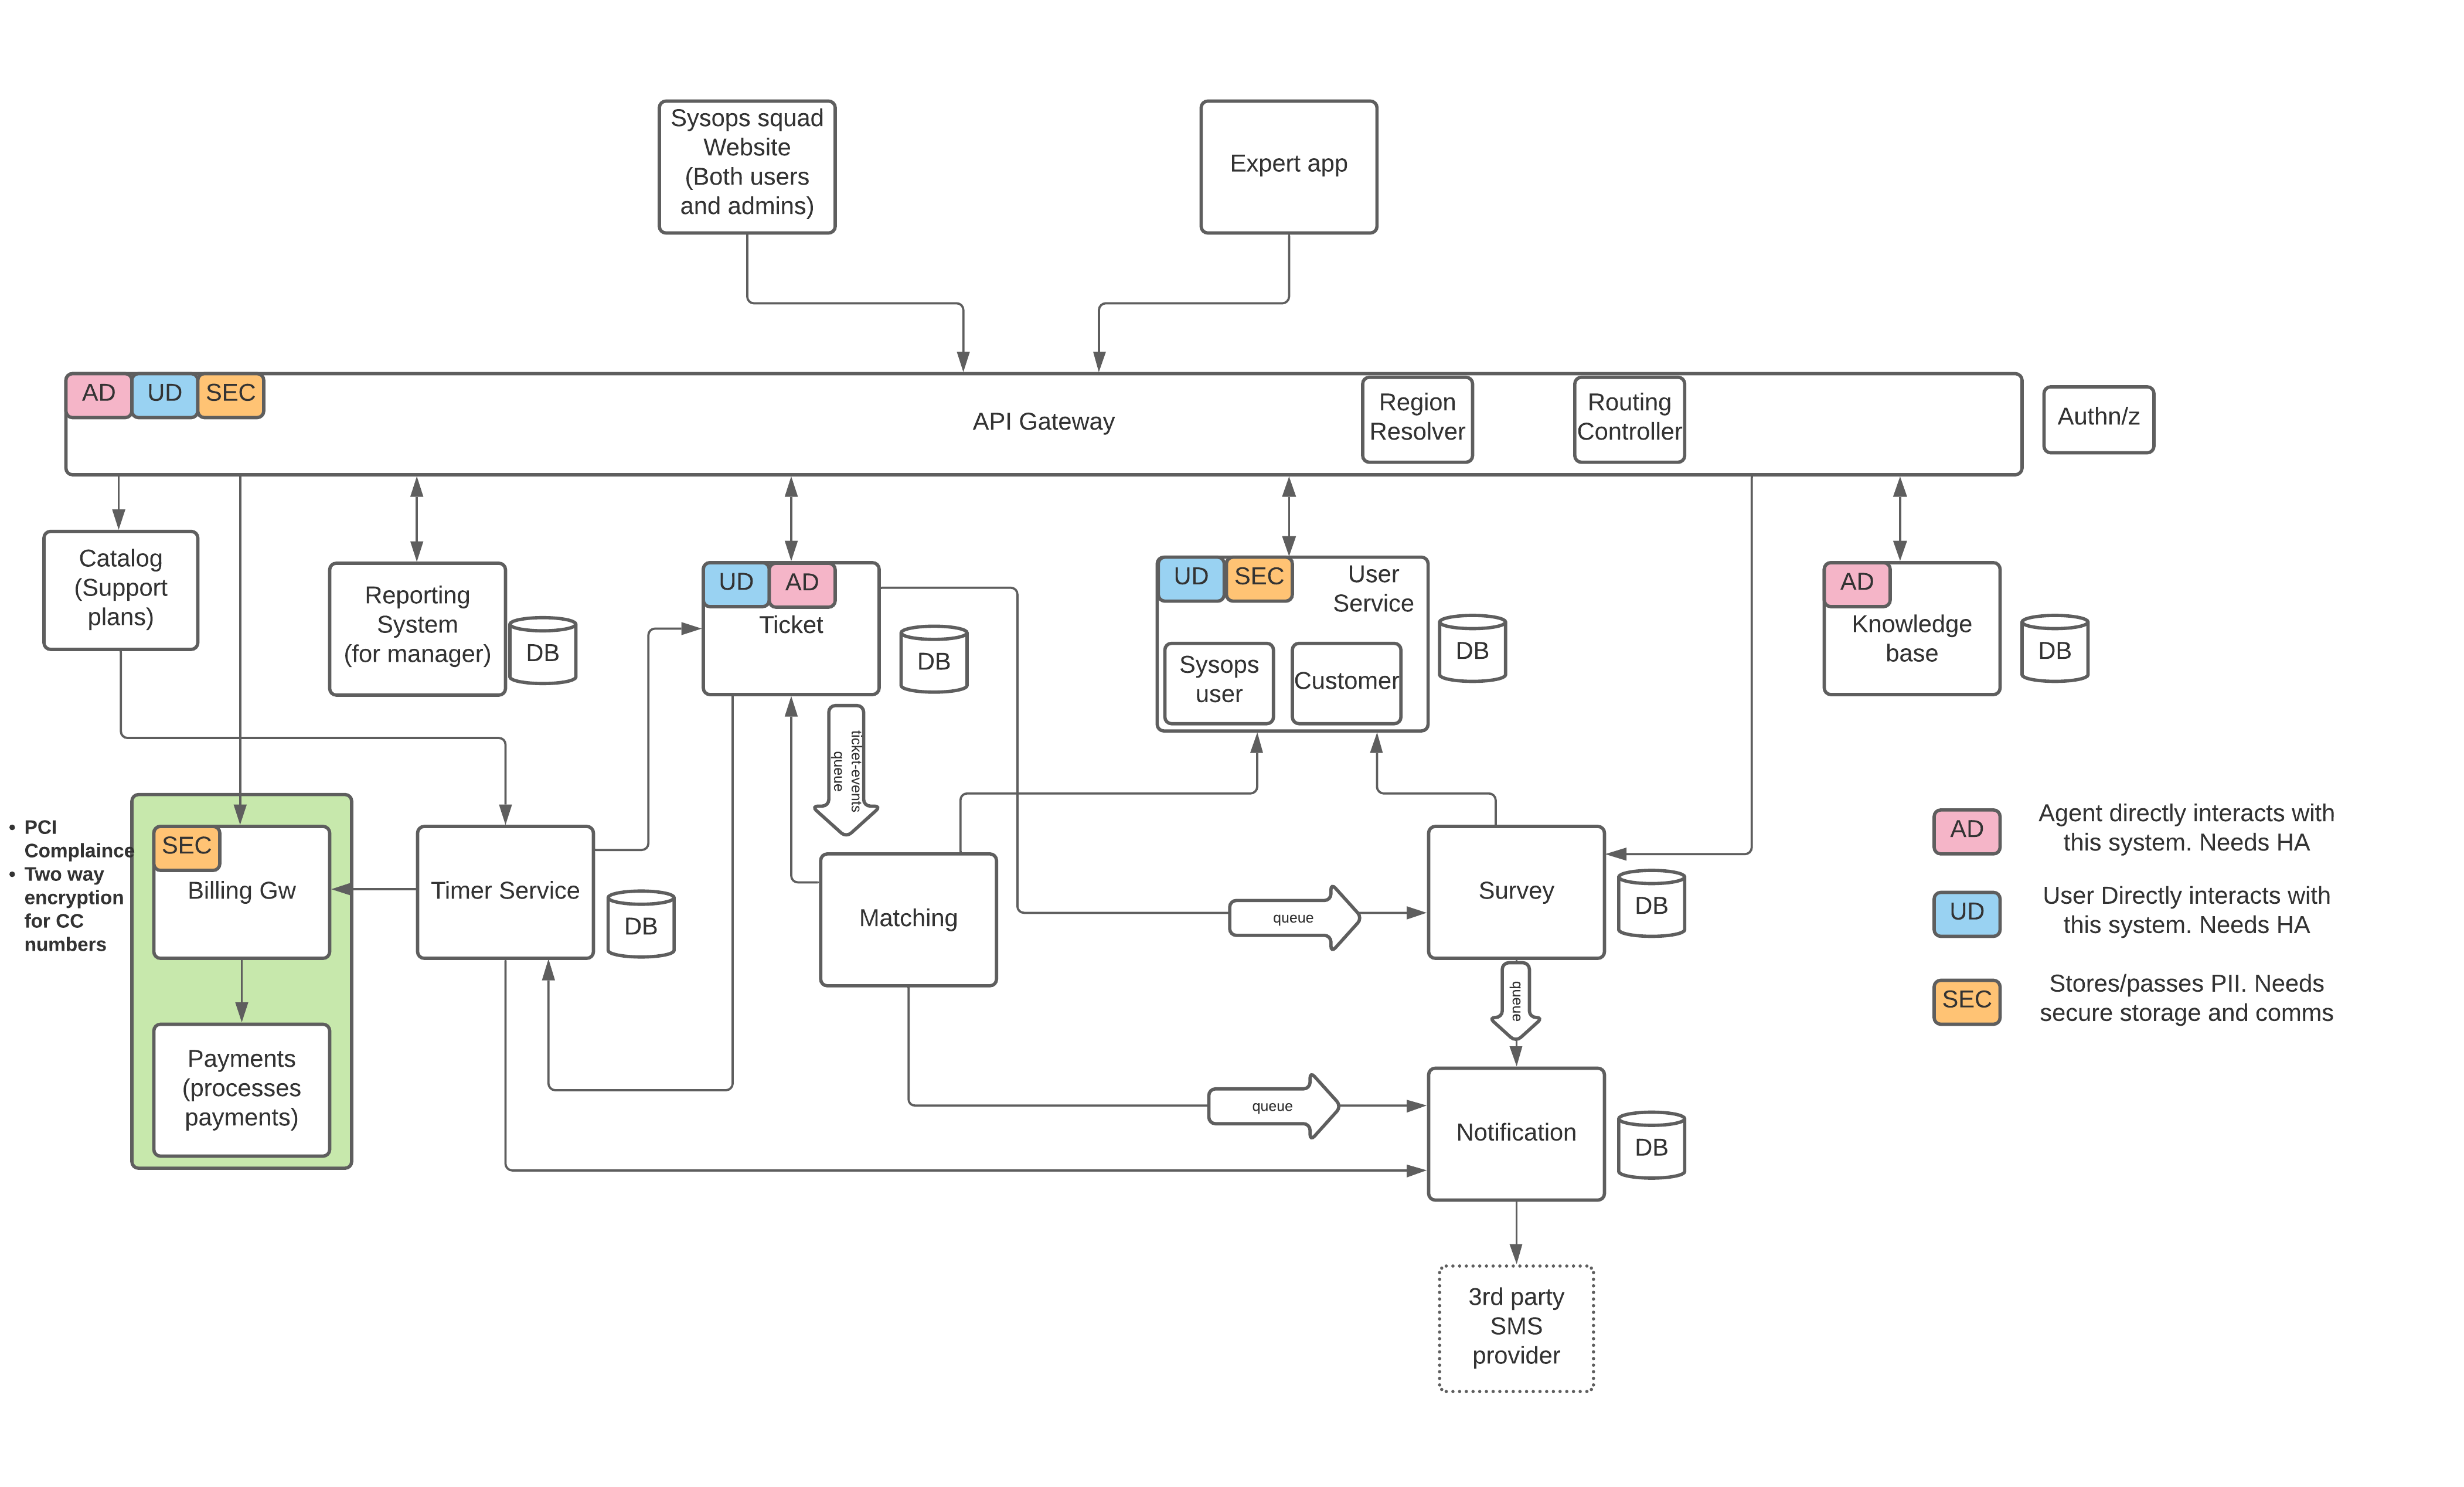 Sysops squad
Website
(Both users
and admins)
Expert app
AD
UD
SEC
API Gateway
Region
Resolver
Routing
Controller
Authn/z
Catalog
(Support
plans)
Reporting
System
(for manager)
DB
UD
AD
Ticket
DB
UD
SEC
User
Service
Sysops
user
Customer
DB
AD
Knowledge
base
DB
ticket-events
queue
• PCI
Complaince
• Two way
encryption
for CC
numbers
SEC
Billing Gw
Payments
(processes
payments)
Timer Service
DB
Matching
queue
Survey
DB
queue
queue
Notification
DB
3rd party
SMS
provider
AD
Agent directly interacts with
this system. Needs HA
UD
User Directly interacts with
this system. Needs HA
SEC
Stores/passes PII. Needs
secure storage and comms